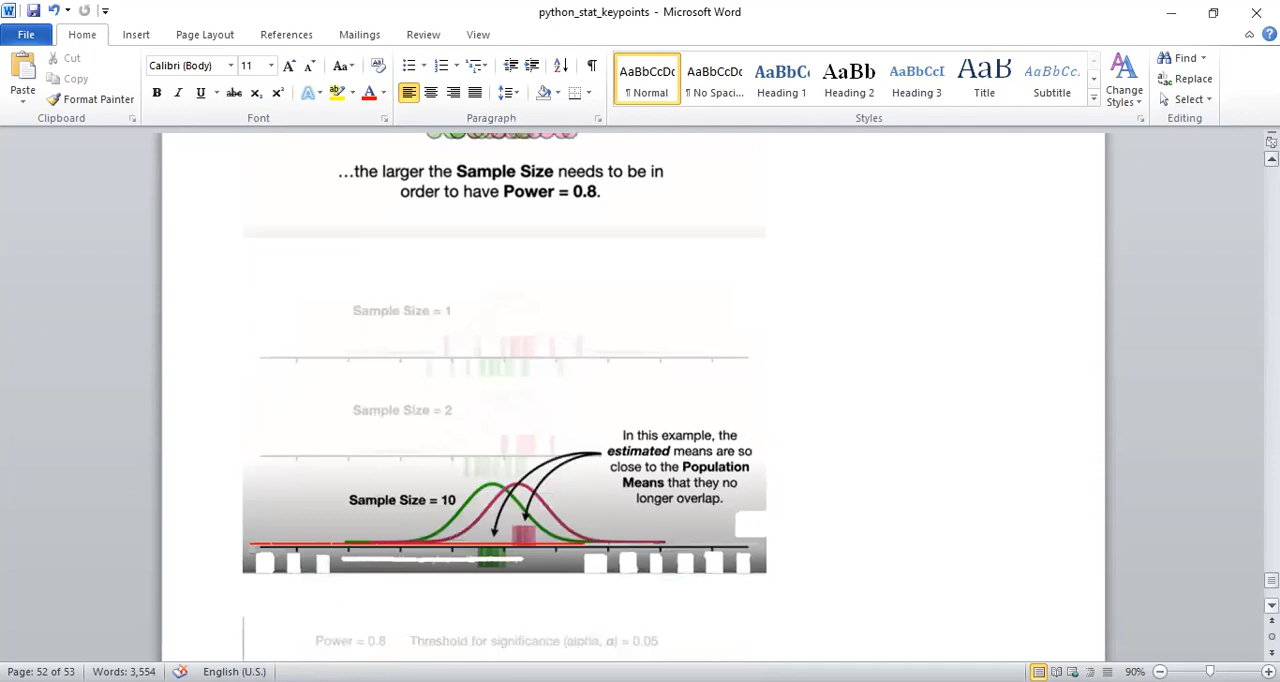 python_stat_keypoints - Microsoft Word
File Home Insert Page Layout References Mailings Review View
Paste
Cut
Copy
Format Painter
Clipboard
Calibri (Body) 11
Font
Paragraph
AaBbCcDc AaBbCcDc AaBbCc AaBb AaBbCcI AaB AaBbCc.
¶ Normal ¶ No Spaci... Heading 1 Heading 2 Heading 3 Title Subtitle
Change Styles
Styles
Find
Replace
Select
Editing
...the larger the Sample Size needs to be in
order to have Power = 0.8.
Sample Size = 1
Sample Size = 2
Sample Size = 10
In this example, the
estimated means are so
close to the Population
Means that they no
longer overlap.
Power = 0.8 Threshold for significance (alpha, α) = 0.05
Page: 52 of 53 Words: 3,554 English (U.S.) 90%